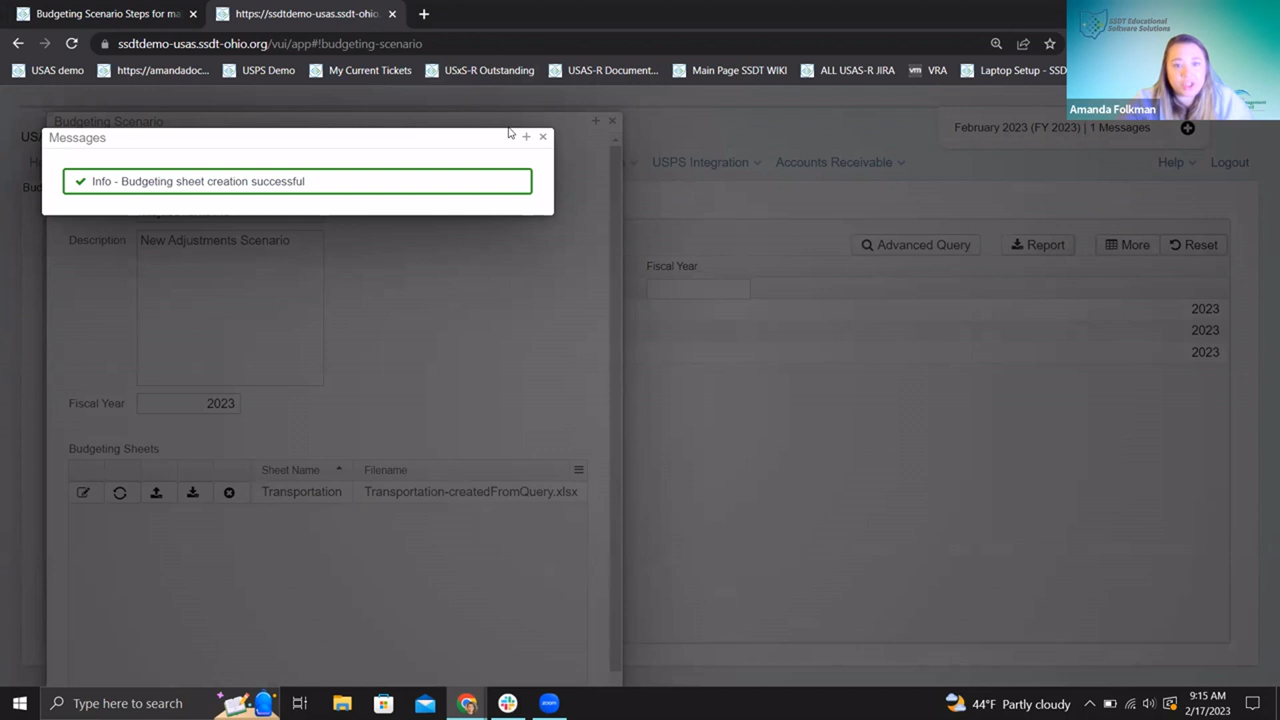 Budgeting Scenario Steps for ma
https://ssdtdemo-usas.ssdt-ohio.
ssdtdemo-usas.ssdt-ohio.org/vui/app#!budgeting-scenario
USAS demo
https://amandadoc...
USPS Demo
My Current Tickets
USxS-R Outstanding
USAS-R Document...
Main Page SSDT WIKI
ALL USAS-R JIRA
vm VRA
Laptop Setup - SSD
SSDT Educational
Software Solutions
Amanda Folkman
Budgeting Scenario
Messages
Info - Budgeting sheet creation successful
February 2023 (FY 2023) | 1 Messages
USPS Integration
Accounts Receivable
Help
Logout
Description
New Adjustments Scenario
Advanced Query
Report
More
Reset
Fiscal Year
2023
2023
2023
Fiscal Year
2023
Budgeting Sheets
Sheet Name
Filename
Transportation
Transportation-createdFromQuery.xlsx
Type here to search
44°F Partly cloudy
9:15 AM
2/17/2023